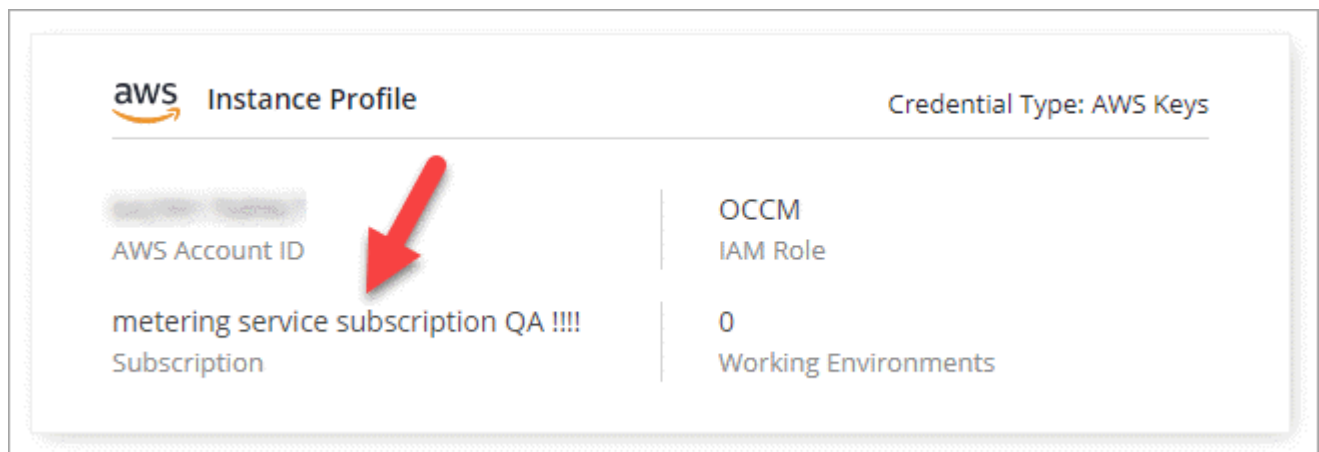 aws Instance Profile
Credential Type: AWS Keys
AWS Account ID
OCCM
IAM Role
metering service subscription QA !!!!
Subscription
0
Working Environments